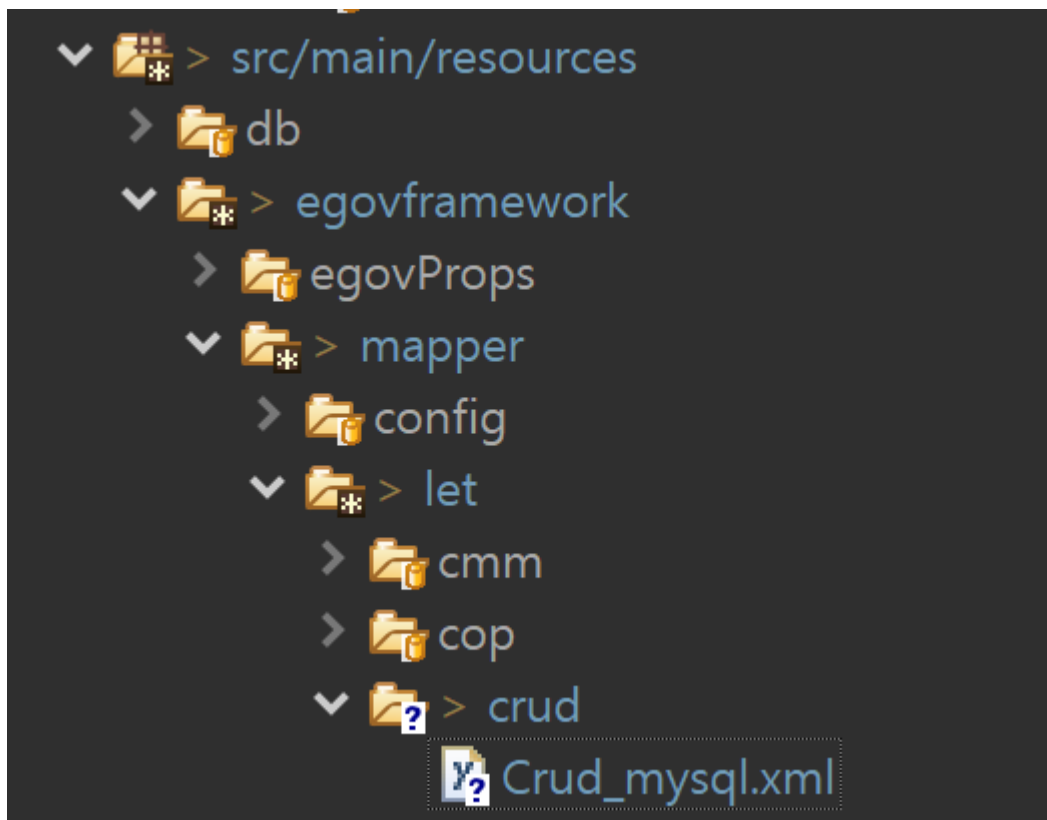 > src/main/resources
db
> egovframework
egovProps
> mapper
config
> let
cmm
cop
> crud
Crud_mysql.xml